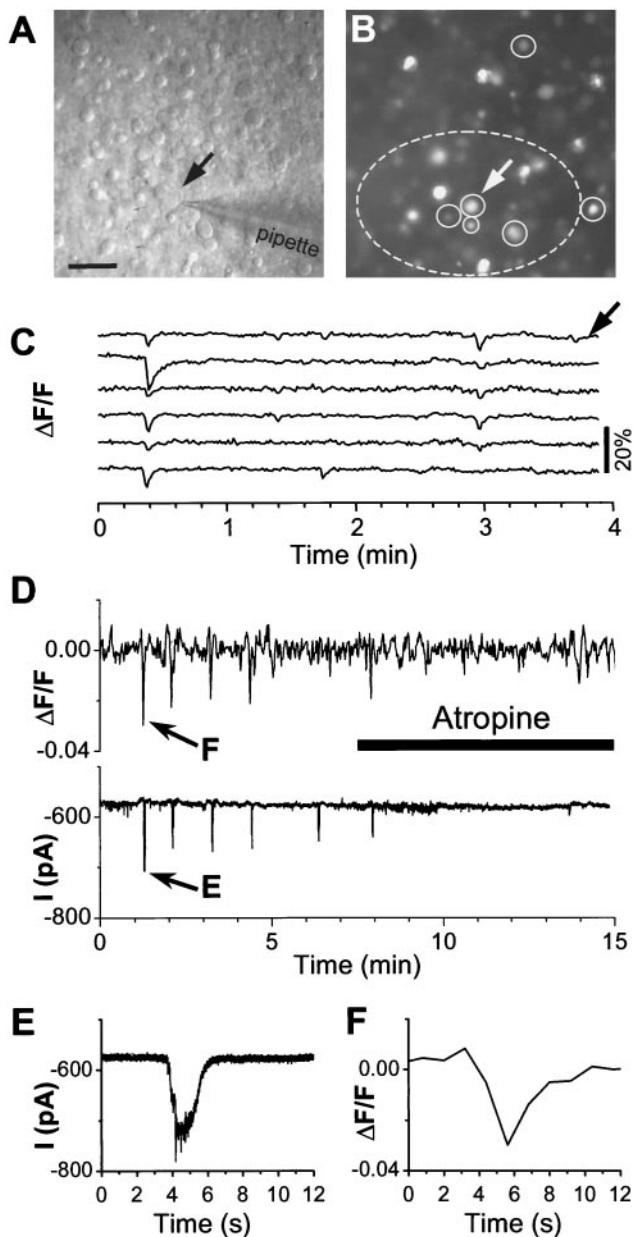 A
pipette
B
C
ΔF/F
20%
0 1 2 3 4
Time (min)
D
0.00
-0.04
ΔF/F
F
Atropine
-600
-800
I (pA)
E
0 5 10 15
Time (min)
E
-600
-800
I (pA)
0 2 4 6 8 10 12
Time (s)
F
0.00
-0.04
ΔF/F
0 2 4 6 8 10 12
Time (s)